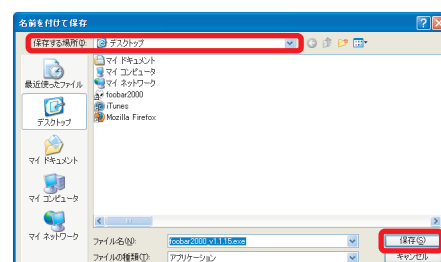 名前を付けて保存
保存する場所(I): デスクトップ
最近使ったファイル
デスクトップ
マイ ドキュメント
マイ コンピュータ
マイ ネットワーク
マイ ドキュメント
マイ コンピュータ
マイ ネットワーク
foobar2000
iTunes
Mozilla Firefox
ファイル名(N): foobar2000_v1.1.15.exe 保存(S)
ファイルの種類(T): アプリケーション キャンセル